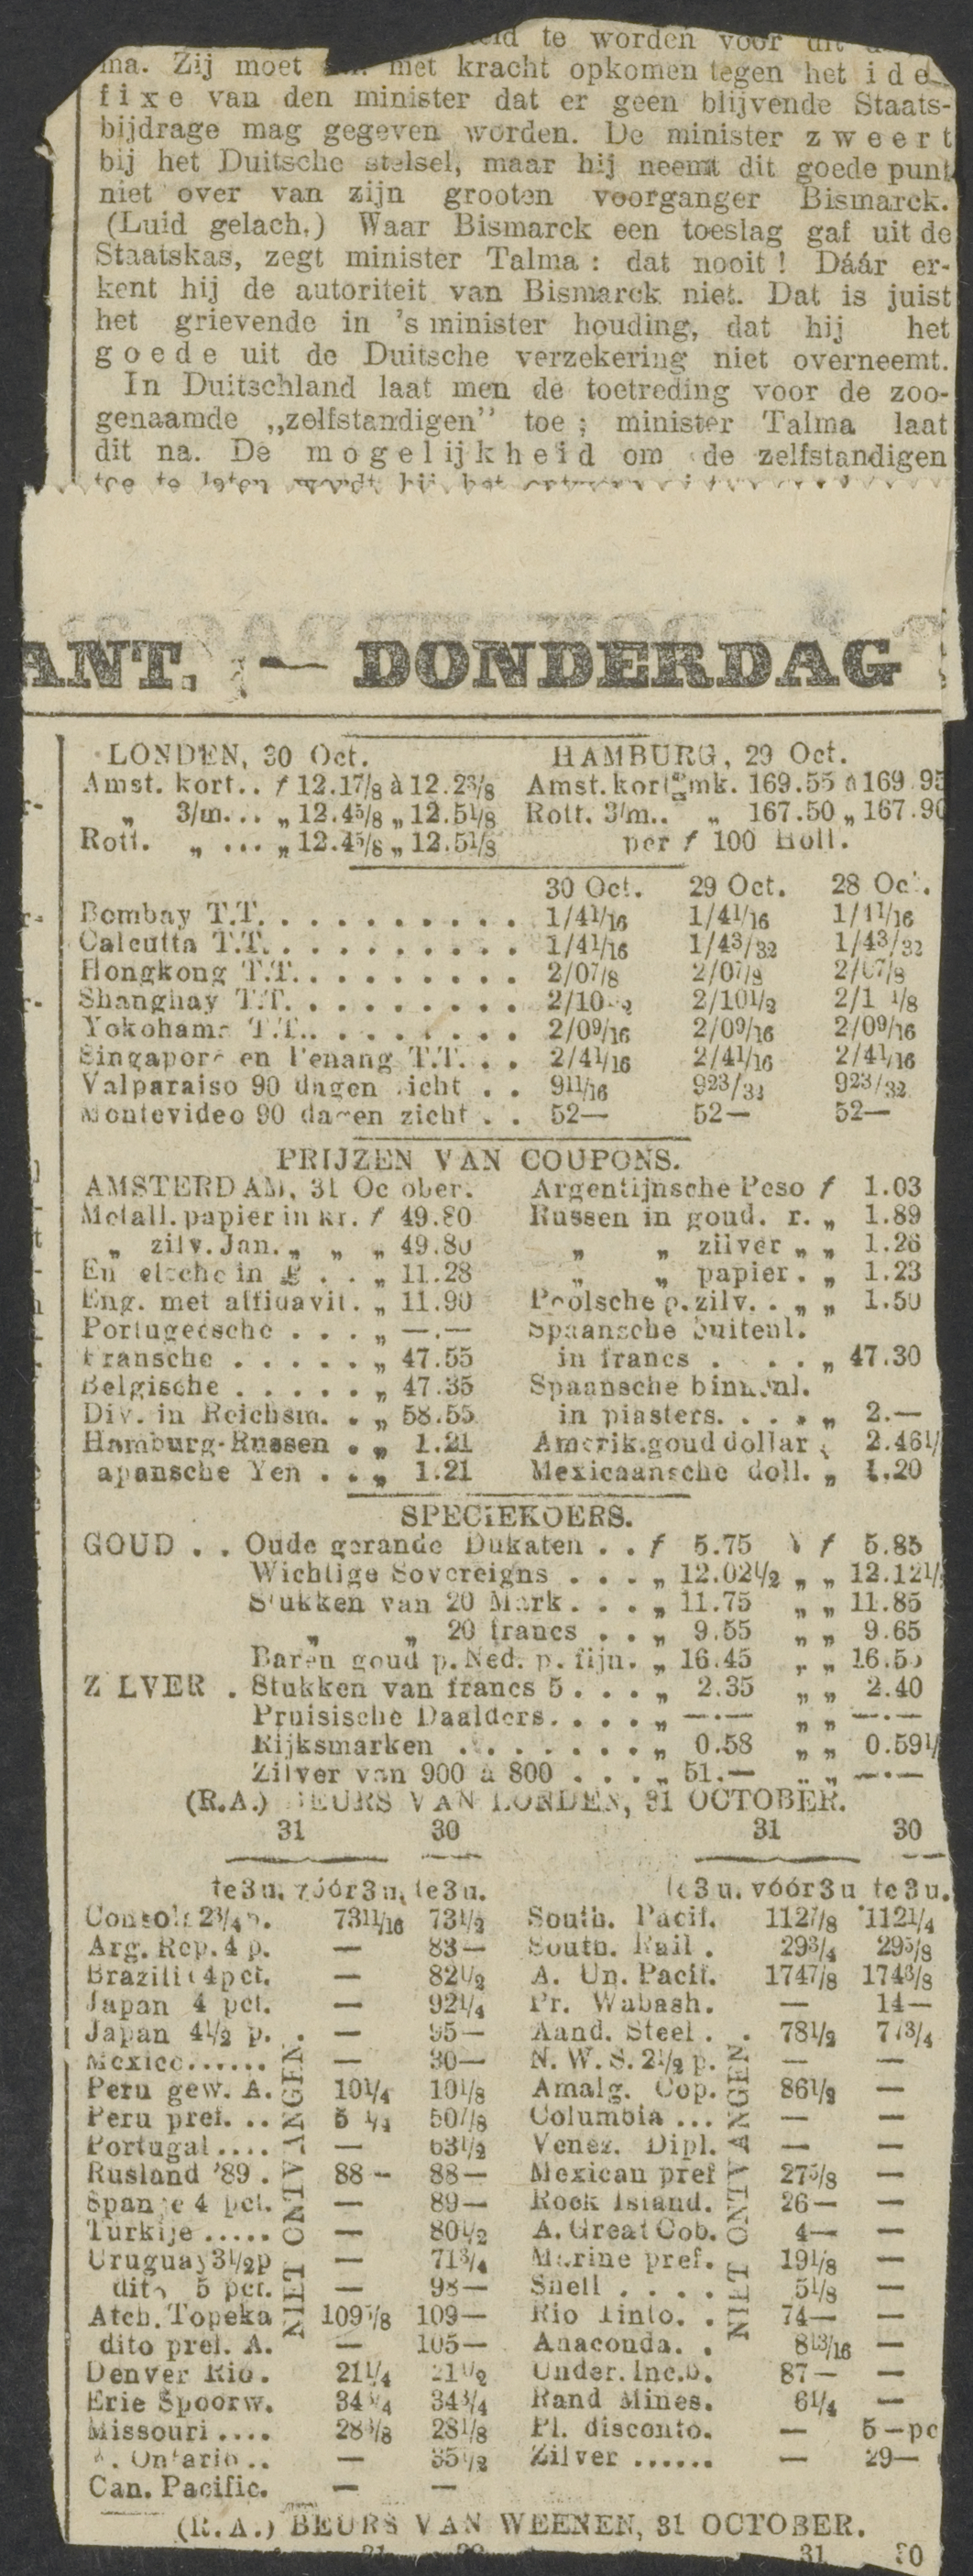 te worden voor dit
ma. Zij moet met kracht opkomen tegen het ide
fixe van den minister dat er geen blijvende Staats-
bijdrage mag gegeven worden. De minister zweert
bij het Duitsche stelsel, maar hij neemt dit goede punt
niet over van zijn grooten voorganger Bismarck.
(Luid gelach.) Waar Bismarck een toeslag gaf uit de
Staatskas, zegt minister Talma: dat nooit! Dáár er-
kent hij de autoriteit van Bismarck niet. Dat is juist
het grievende in 's minister houding, dat hij het
goede uit de Duitsche verzekering niet overneemt.
In Duitschland laat men de toetreding voor de zoo-
genaamde „zelfstandigen" toe; minister Talma laat
dit na. De mogelijkheid om de zelfstandigen
toe te laten wordt bij het
ANT. — DONDERDAG
LONDEN, 30 Oct.
Amst. kort.. f 12.17/8 à 12.23/8
„ 3/m... „ 12.45/8 „ 12.51/8
Rott. „ ... „ 12.45/8 „ 12.51/8
HAMBURG, 29 Oct.
Amst. kort mk. 169.55 à 169.95
Rott. 3/m.. „ 167.50 „ 167.90
per f 100 Holl.
30 Oct. 29 Oct. 28 Oct.
Bombay T.T. . . . . . . . . . 1/41/16 1/41/16 1/41/16
Calcutta T.T. . . . . . . . . 1/41/16 1/43/32 1/43/32
Hongkong T.T. . . . . . . . . 2/07/8 2/07/8 2/07/8
Shanghay T.T. . . . . . . . . 2/101/2
Yokohama T.T.. . . . . . . . 2/09/16 2/09/16 2/09/16
Singapore en Penang T.T. . . 2/41/16 2/41/16 2/41/16
Valparaiso 90 dagen zicht . . 911/16 923/32 923/32
Montevideo 90 dagen zicht . . 52— 52— 52—
PRIJZEN VAN COUPONS.
AMSTERDAM, 31 October.
Metall. papier in kr. f 49.80
„ zilv. Jan. „ „ „ 49.80
Engelsche in £ . . „ 11.28
Eng. met affidavit. „ 11.90
Portugeesche . . . „ —.—
Fransche . . . . . „ 47.55
Belgische . . . . . „ 47.35
Div. in Reichsm. . „ 58.55
Hamburg-Russen . „ 1.21
apansche Yen . . „ 1.21
Argentijnsche Peso f 1.03
Russen in goud. r. „ 1.89
„ „ zilver „ „ 1.26
„ „ papier . „ 1.23
Poolsche p. zilv. . „ „ 1.50
Spaansche buitenl.
in francs . . . „ 47.30
Spaansche binnenl.
in piasters. . . . „ 2.—
Amerik. goud dollar „ 2.461/
Mexicaansche doll. „ 1.20
SPECIEKOERS.
GOUD . . Oude gerande Dukaten . . f 5.75 à f 5.85
Wichtige Sovereigns . . . „ 12.021/2 „ „ 12.121/
Stukken van 20 Mark. . . „ 11.75 „ „ 11.85
„ „ 20 francs . . „ 9.55 „ „ 9.65
Baren goud p. Ned. p. fijn. „ 16.45 „ „ 16.55
ZILVER . Stukken van francs 5 . . . „ 2.35 „ „ 2.40
Pruisische Daalders. . . . „ —.— „ „ —.—
Rijksmarken . . . . . . . „ 0.58 „ „ 0.591/
Zilver van 900 à 800 . . . „ 51.— „ „ —.—
(R.A.) BEURS VAN LONDEN, 31 OCTOBER.
31 30 31 30
te 3 u. vóór 3 u. te 3 u. te 3 u. vóór 3 u te 3 u.
Consols 23/4 p. 7311/16 731/2
Arg. Rep. 4 p. — 83—
Brazilië 4 pct. — 821/2
Japan 4 pct. — 921/4
Japan 41/2 p. . — 95—
Mexico...... — 30—
Peru gew. A. 101/4 101/8
Peru pref. .. 507/8
Portugal.... — 631/2
Rusland '89 . 88— 88—
Spanje 4 pct. — 89—
Turkije ..... — 801/2
Uruguay 31/2 p — 713/4
dito 5 pct. — 98—
Atch. Topeka 109 /8 109—
dito pref. A. — 105—
Denver Rio. 211/4 211/2
Erie Spoorw. 343/4 343/4
Missouri .... 283/8 281/8
. Ontario .. — 351/2
Can. Pacific. — —
NIET ONTVANGEN
South. Pacif. 1127/8 1121/4
South. Rail . 293/4 295/8
A. Un. Pacif. 1747/8 1743/8
Pr. Wabash. — 14—
Aand. Steel . . 781/2 773/4
N. W. S. 21/2 p. — —
Amalg. Cop. 861/2 —
Columbia ... — —
Venez. Dipl. — —
Mexican pref 275/8 —
Rock Island. 26— —
A. Great Cob. 4— —
Marine pref. 191/8 —
Shell . . . . 51/8 —
Rio Tinto. . 74— —
Anaconda. . 813/16 —
Under. Inc. b. 87— —
Rand Mines. 61/4 —
Pl. disconto. — 5—pc
Zilver ...... — 29—
NIET ONTVANGEN
(R.A.) BEURS VAN WEENEN, 31 OCTOBER.
31 30 31 30